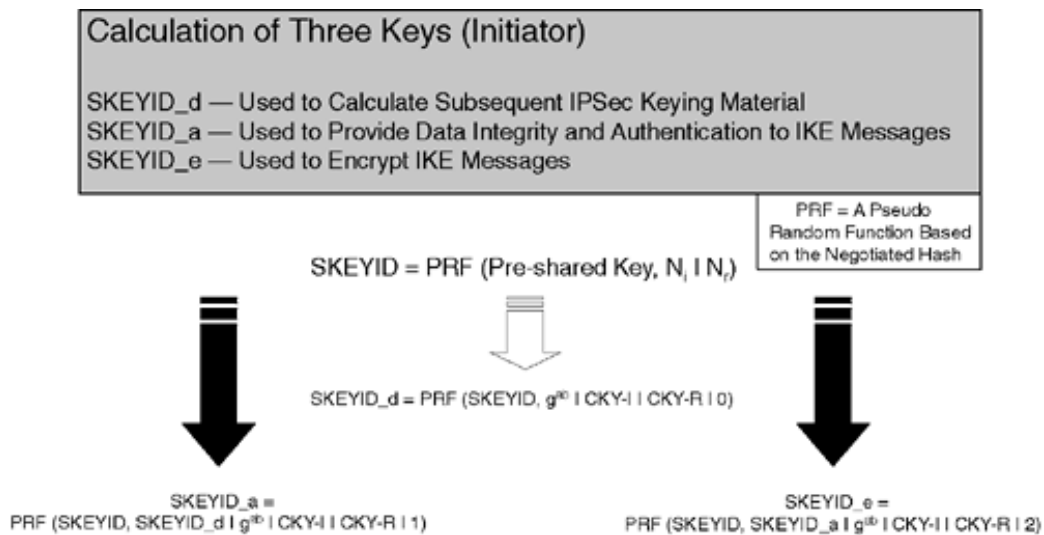 Calculation of Three Keys (Initiator)
SKEYID_d — Used to Calculate Subsequent IPSec Keying Material
SKEYID_a — Used to Provide Data Integrity and Authentication to IKE Messages
SKEYID_e — Used to Encrypt IKE Messages
PRF = A Pseudo
Random Function Based
on the Negotiated Hash
SKEYID = PRF (Pre-shared Key, Nᵢ | Nᵣ)
SKEYID_d = PRF (SKEYID, gᵃᵇ | CKY-I | CKY-R | 0)
SKEYID_a =
PRF (SKEYID, SKEYID_d | gᵃᵇ | CKY-I | CKY-R | 1)
SKEYID_e =
PRF (SKEYID, SKEYID_a | gᵃᵇ | CKY-I | CKY-R | 2)